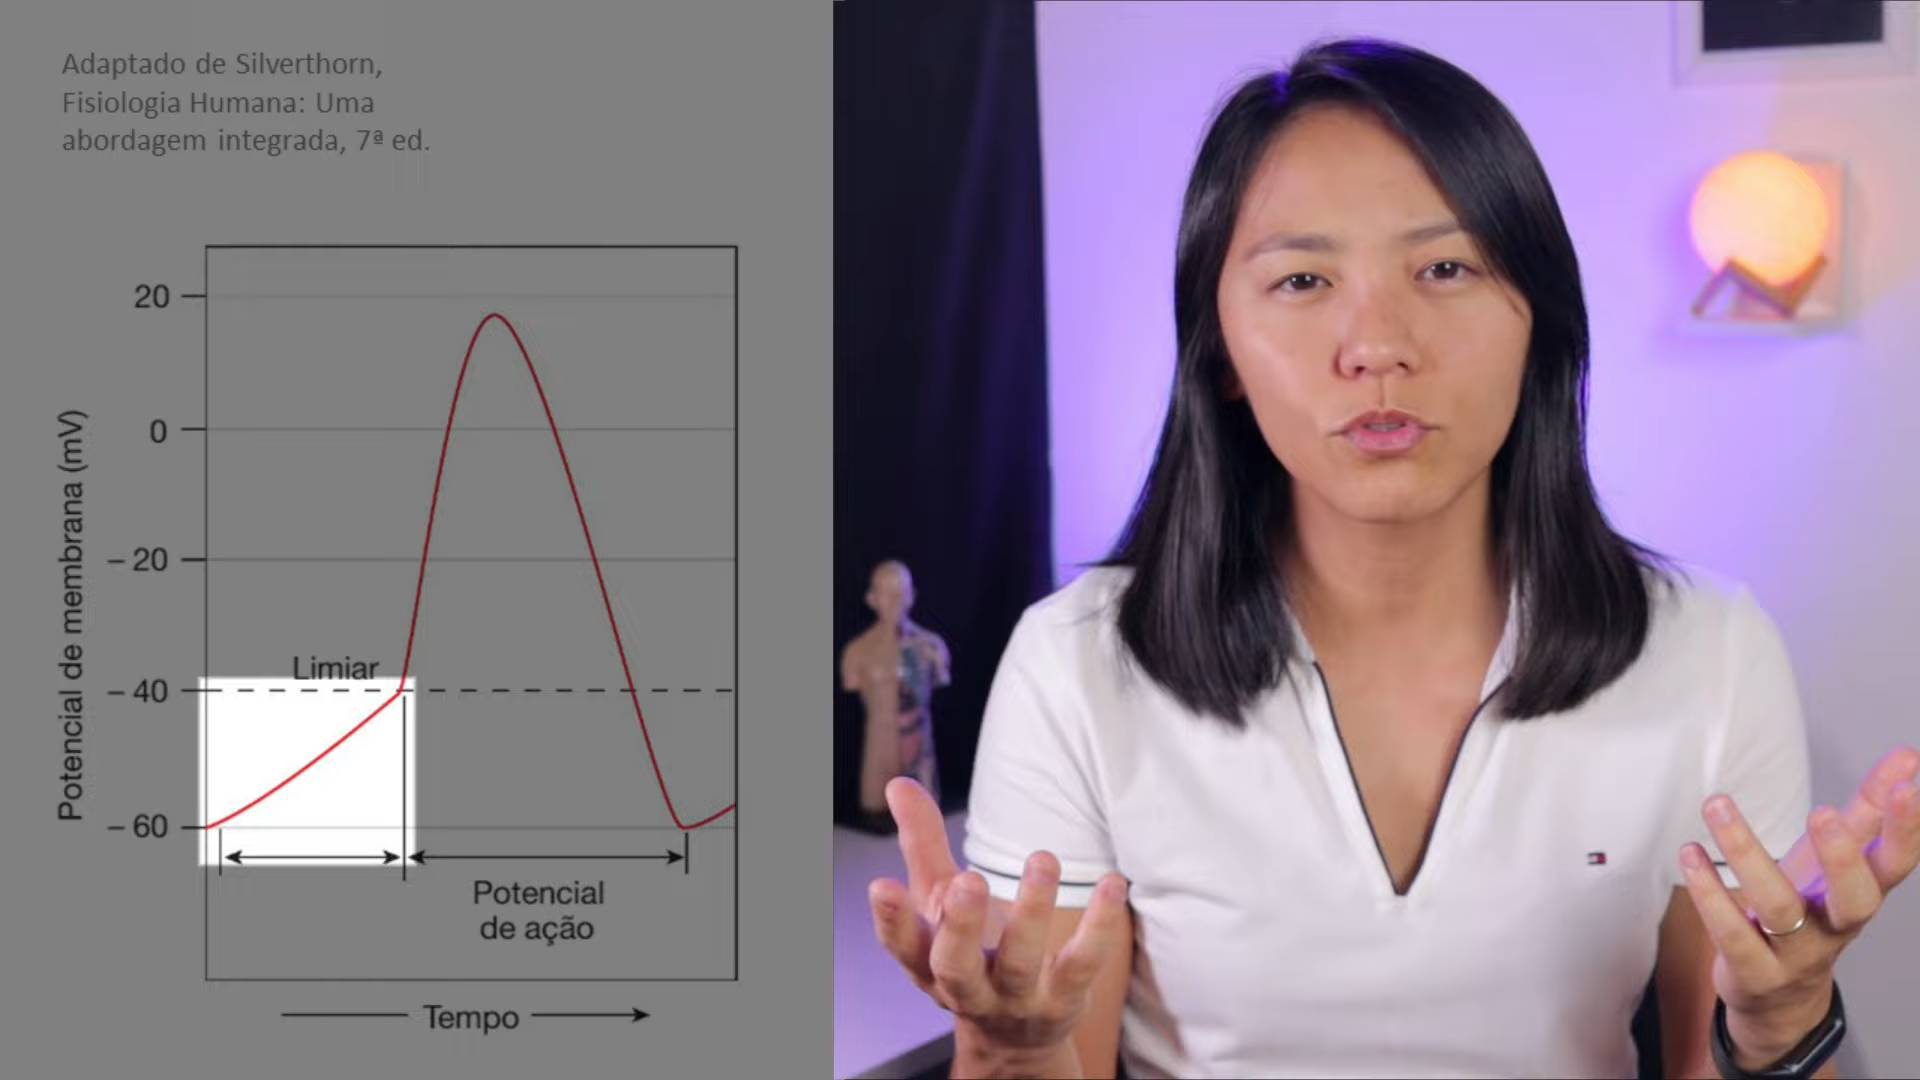 Adaptado de Silverthorn,
Fisiologia Humana: Uma
abordagem integrada, 7ª ed.
20
0
−20
−40
−60
Potencial de membrana (mV)
Limiar
Potencial
de ação
Tempo